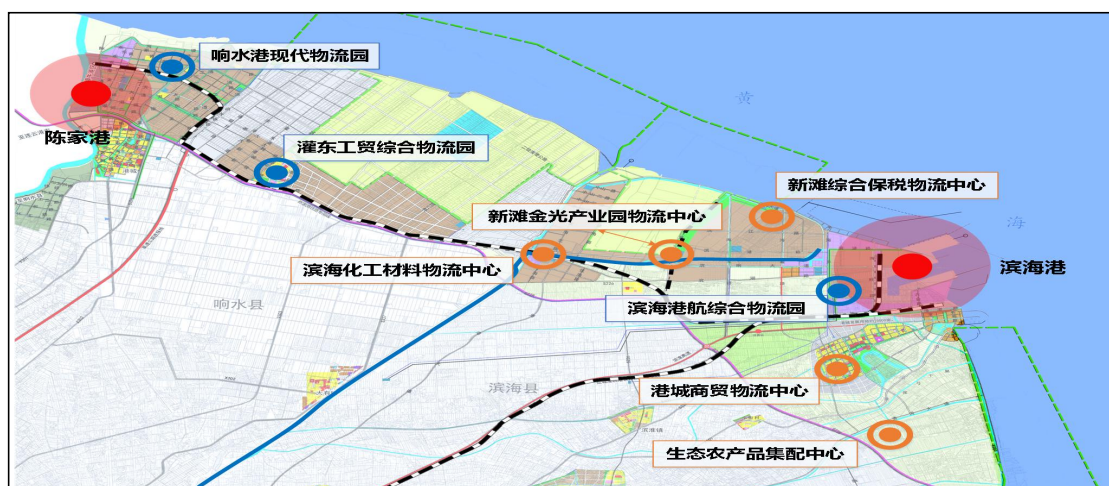 响水港现代物流园
陈家港
黄
灌东工贸综合物流园
新滩综合保税物流中心
新滩金光产业园物流中心
海
滨海化工材料物流中心
滨海港
响水县
滨海港航综合物流园
滨海县
港城商贸物流中心
生态农产品集配中心